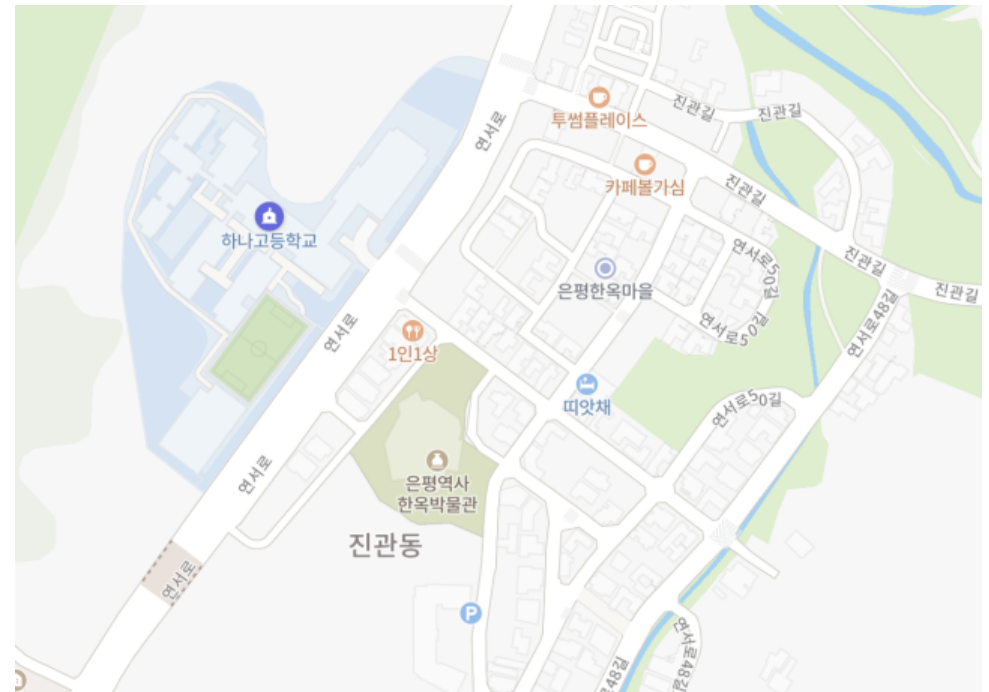 연서로
투썸플레이스
진관길
진관길
카페볼가심
진관길
하나고등학교
연서로50길
은평한옥마을
진관길
진관길
연서로
1인1상
연서로50길
연서로48길
띠앗채
연서로50길
은평역사
한옥박물관
연서로
진관동
연서로
P
연서로48길
48길